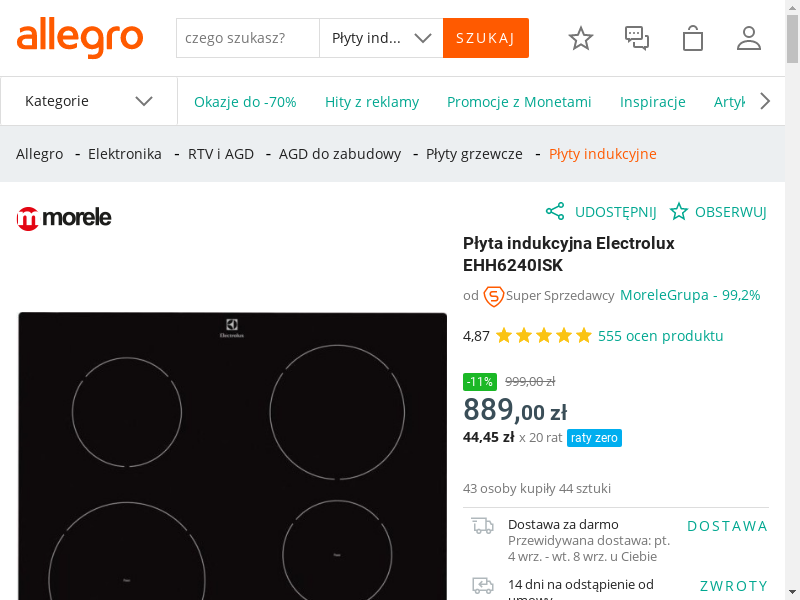 allegro
czego szukasz?
Płyty ind...
SZUKAJ
Kategorie
Okazje do -70%
Hity z reklamy
Promocje z Monetami
Inspiracje
Artyk
Allegro - Elektronika - RTV i AGD - AGD do zabudowy - Płyty grzewcze - Płyty indukcyjne
m morele
UDOSTĘPNIJ
OBSERWUJ
Płyta indukcyjna Electrolux
EHH6240ISK
od Super Sprzedawcy MoreleGrupa - 99,2%
4,87 555 ocen produktu
-11% 999,00 zł
889,00 zł
44,45 zł x 20 rat raty zero
43 osoby kupiły 44 sztuki
Electrolux
Dostawa za darmo
DOSTAWA
Przewidywana dostawa: pt.
4 wrz. - wt. 8 wrz. u Ciebie
14 dni na odstąpienie od
ZWROTY
umowy